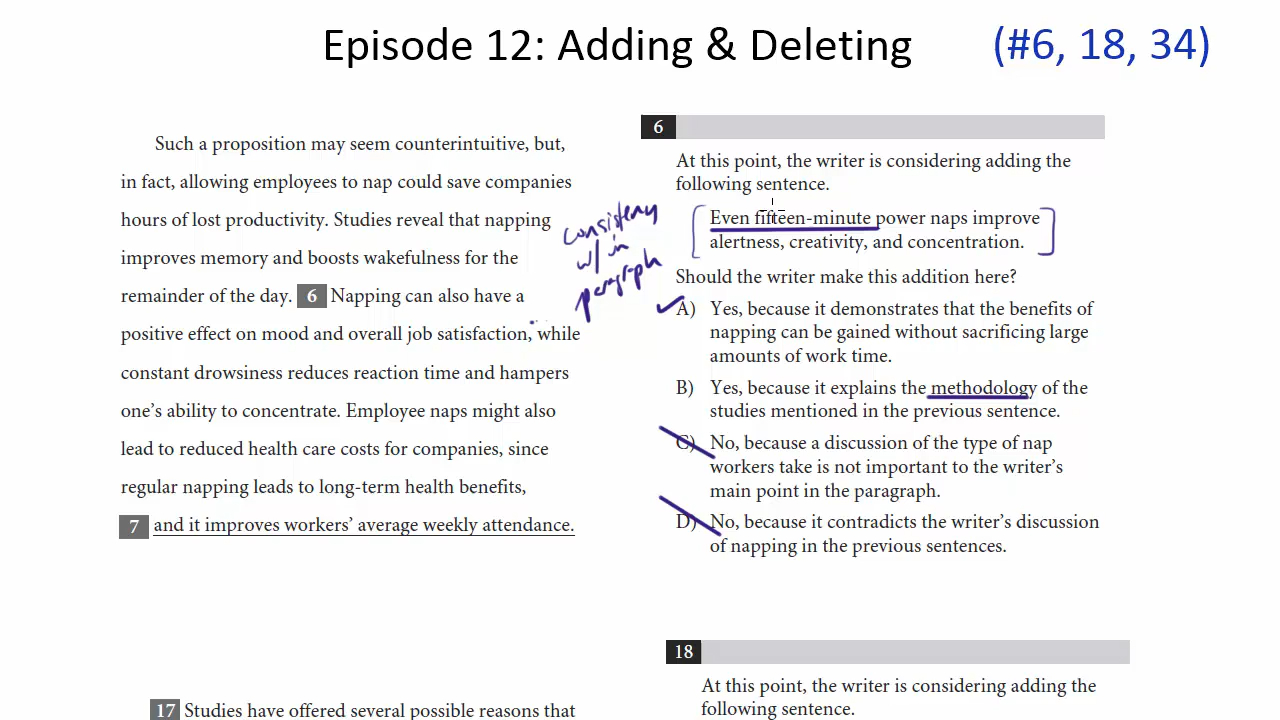 Episode 12: Adding & Deleting (#6, 18, 34)
Such a proposition may seem counterintuitive, but,
in fact, allowing employees to nap could save companies
hours of lost productivity. Studies reveal that napping
improves memory and boosts wakefulness for the
remainder of the day. 6 Napping can also have a
positive effect on mood and overall job satisfaction, while
constant drowsiness reduces reaction time and hampers
one's ability to concentrate. Employee naps might also
lead to reduced health care costs for companies, since
regular napping leads to long-term health benefits,
7 and it improves workers' average weekly attendance.
consistency
w/in
paragraph
6
At this point, the writer is considering adding the
following sentence.
Even fifteen-minute power naps improve
alertness, creativity, and concentration.
Should the writer make this addition here?
A) Yes, because it demonstrates that the benefits of
napping can be gained without sacrificing large
amounts of work time.
B) Yes, because it explains the methodology of the
studies mentioned in the previous sentence.
C) No, because a discussion of the type of nap
workers take is not important to the writer's
main point in the paragraph.
D) No, because it contradicts the writer's discussion
of napping in the previous sentences.
17 Studies have offered several possible reasons that
18
At this point, the writer is considering adding the
following sentence.